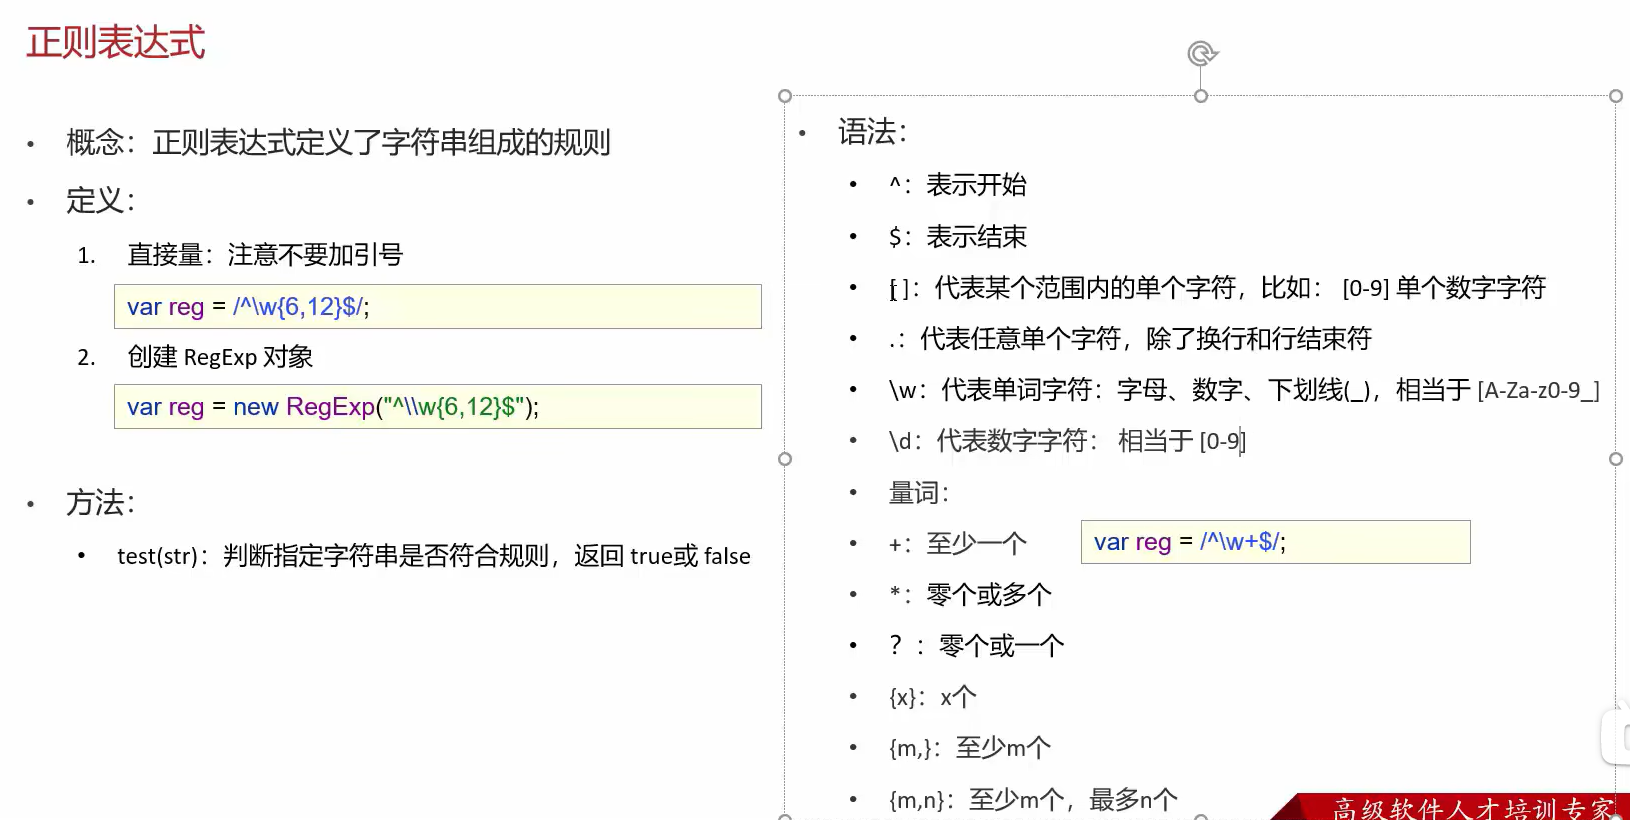 正则表达式
概念：正则表达式定义了字符串组成的规则
定义：
1. 直接量：注意不要加引号
var reg = /^\w{6,12}$/;
2. 创建 RegExp 对象
var reg = new RegExp("^\\w{6,12}$");
方法：
test(str)：判断指定字符串是否符合规则，返回 true或 false
语法：
^：表示开始
$：表示结束
[ ]：代表某个范围内的单个字符，比如： [0-9] 单个数字字符
.：代表任意单个字符，除了换行和行结束符
\w：代表单词字符：字母、数字、下划线(_)，相当于 [A-Za-z0-9_]
\d：代表数字字符： 相当于 [0-9]
量词：
+：至少一个
var reg = /^\w+$/;
*：零个或多个
?：零个或一个
{x}：x个
{m,}：至少m个
{m,n}：至少m个，最多n个
高级软件人才培训专家